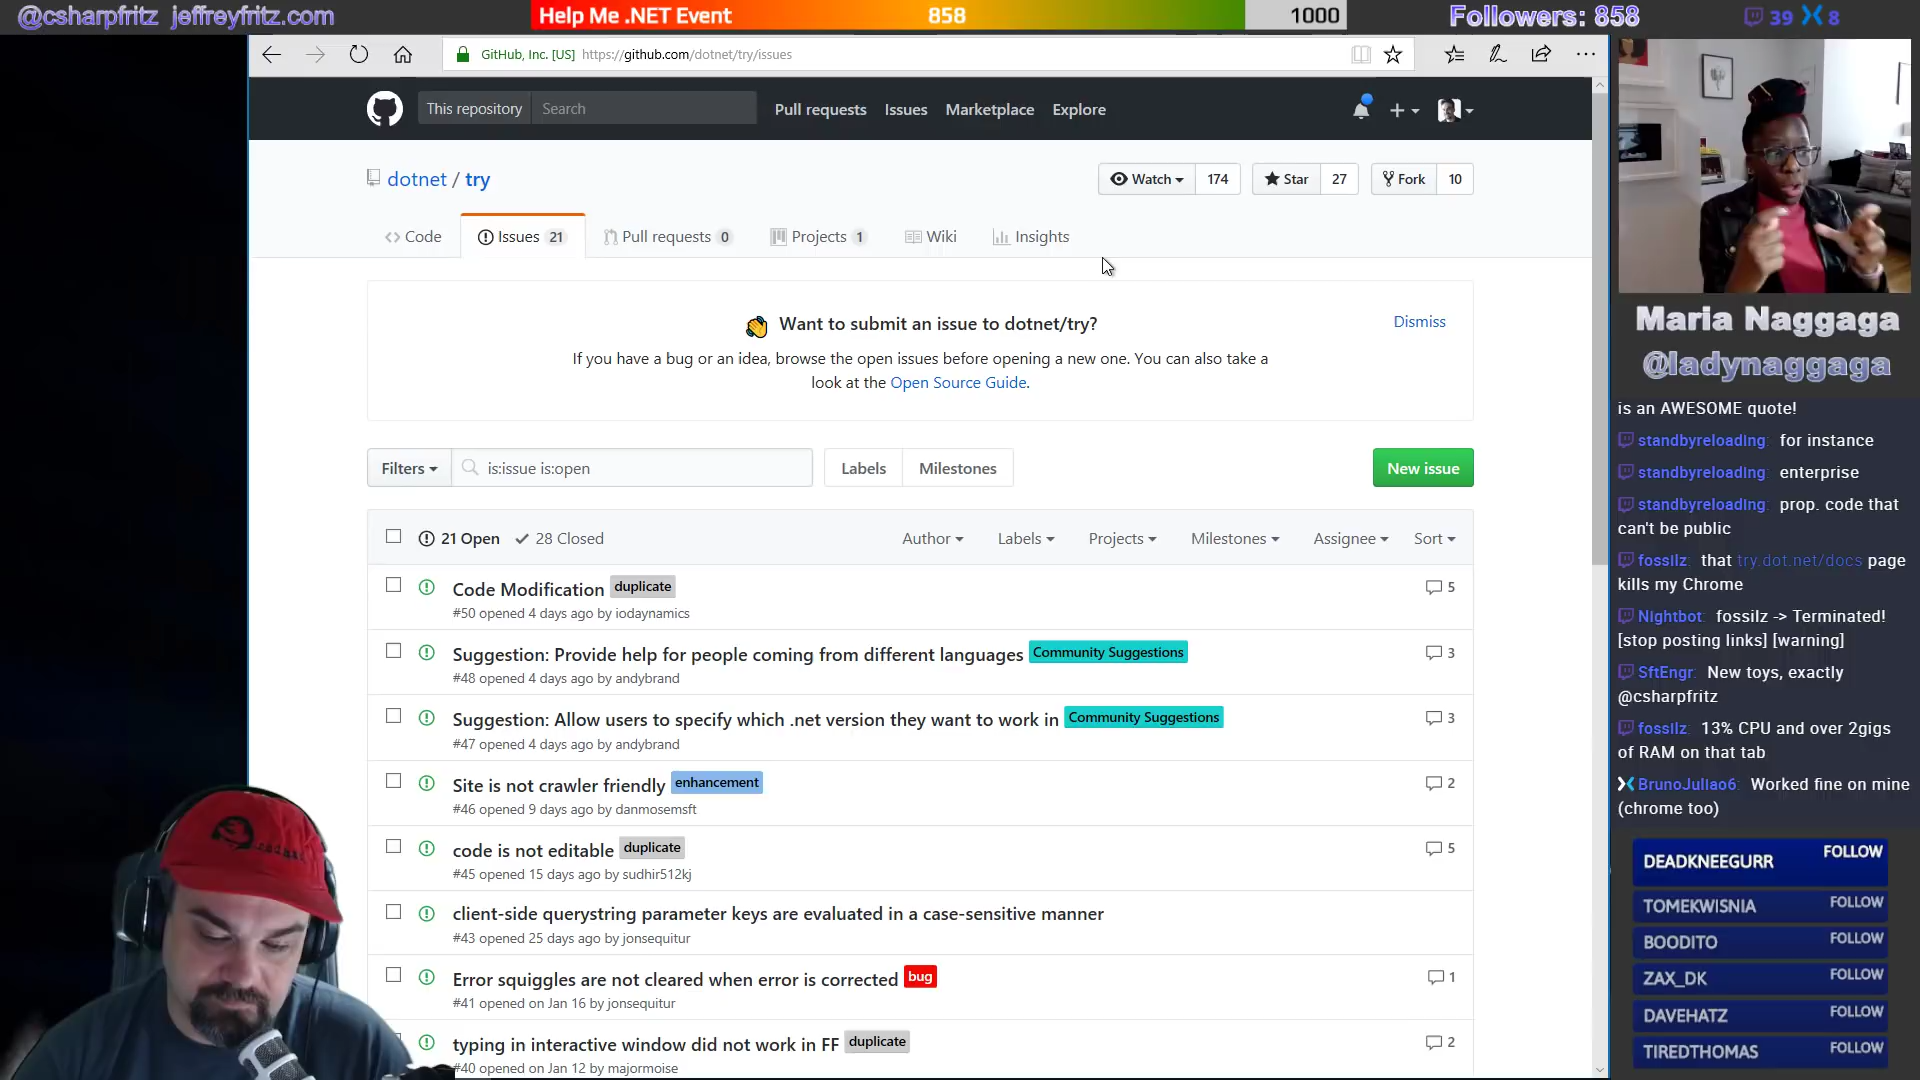 @csharpfritz jeffreyfritz.com
Help Me .NET Event 858 1000
Followers: 858 39 8
GitHub, Inc. [US] https://github.com/dotnet/try/issues
This repository Search Pull requests Issues Marketplace Explore
dotnet / try
Watch 174 Star 27 Fork 10
Code Issues 21 Pull requests 0 Projects 1 Wiki Insights
Want to submit an issue to dotnet/try?
Dismiss
If you have a bug or an idea, browse the open issues before opening a new one. You can also take a
look at the Open Source Guide.
Filters is:issue is:open Labels Milestones New issue
21 Open 28 Closed Author Labels Projects Milestones Assignee Sort
Code Modification duplicate 5
#50 opened 4 days ago by iodaynamics
Suggestion: Provide help for people coming from different languages Community Suggestions 3
#48 opened 4 days ago by andybrand
Suggestion: Allow users to specify which .net version they want to work in Community Suggestions 3
#47 opened 4 days ago by andybrand
Site is not crawler friendly enhancement 2
#46 opened 9 days ago by danmosemsft
code is not editable duplicate 5
#45 opened 15 days ago by sudhir512kj
client-side querystring parameter keys are evaluated in a case-sensitive manner
#43 opened 25 days ago by jonsequitur
Error squiggles are not cleared when error is corrected bug 1
#41 opened on Jan 16 by jonsequitur
typing in interactive window did not work in FF duplicate 2
#40 opened on Jan 12 by majormoise
Maria Naggaga
@ladynaggaga
is an AWESOME quote!
standbyreloading: for instance
standbyreloading: enterprise
standbyreloading: prop. code that
can't be public
fossilz: that try.dot.net/docs page
kills my Chrome
Nightbot: fossilz -> Terminated!
[stop posting links] [warning]
SftEngr: New toys, exactly
@csharpfritz
fossilz: 13% CPU and over 2gigs
of RAM on that tab
BrunoJuliao6: Worked fine on mine
(chrome too)
DEADKNEEGURR FOLLOW
TOMEKWISNIA FOLLOW
BOODITO FOLLOW
ZAX_DK FOLLOW
DAVEHATZ FOLLOW
TIREDTHOMAS FOLLOW